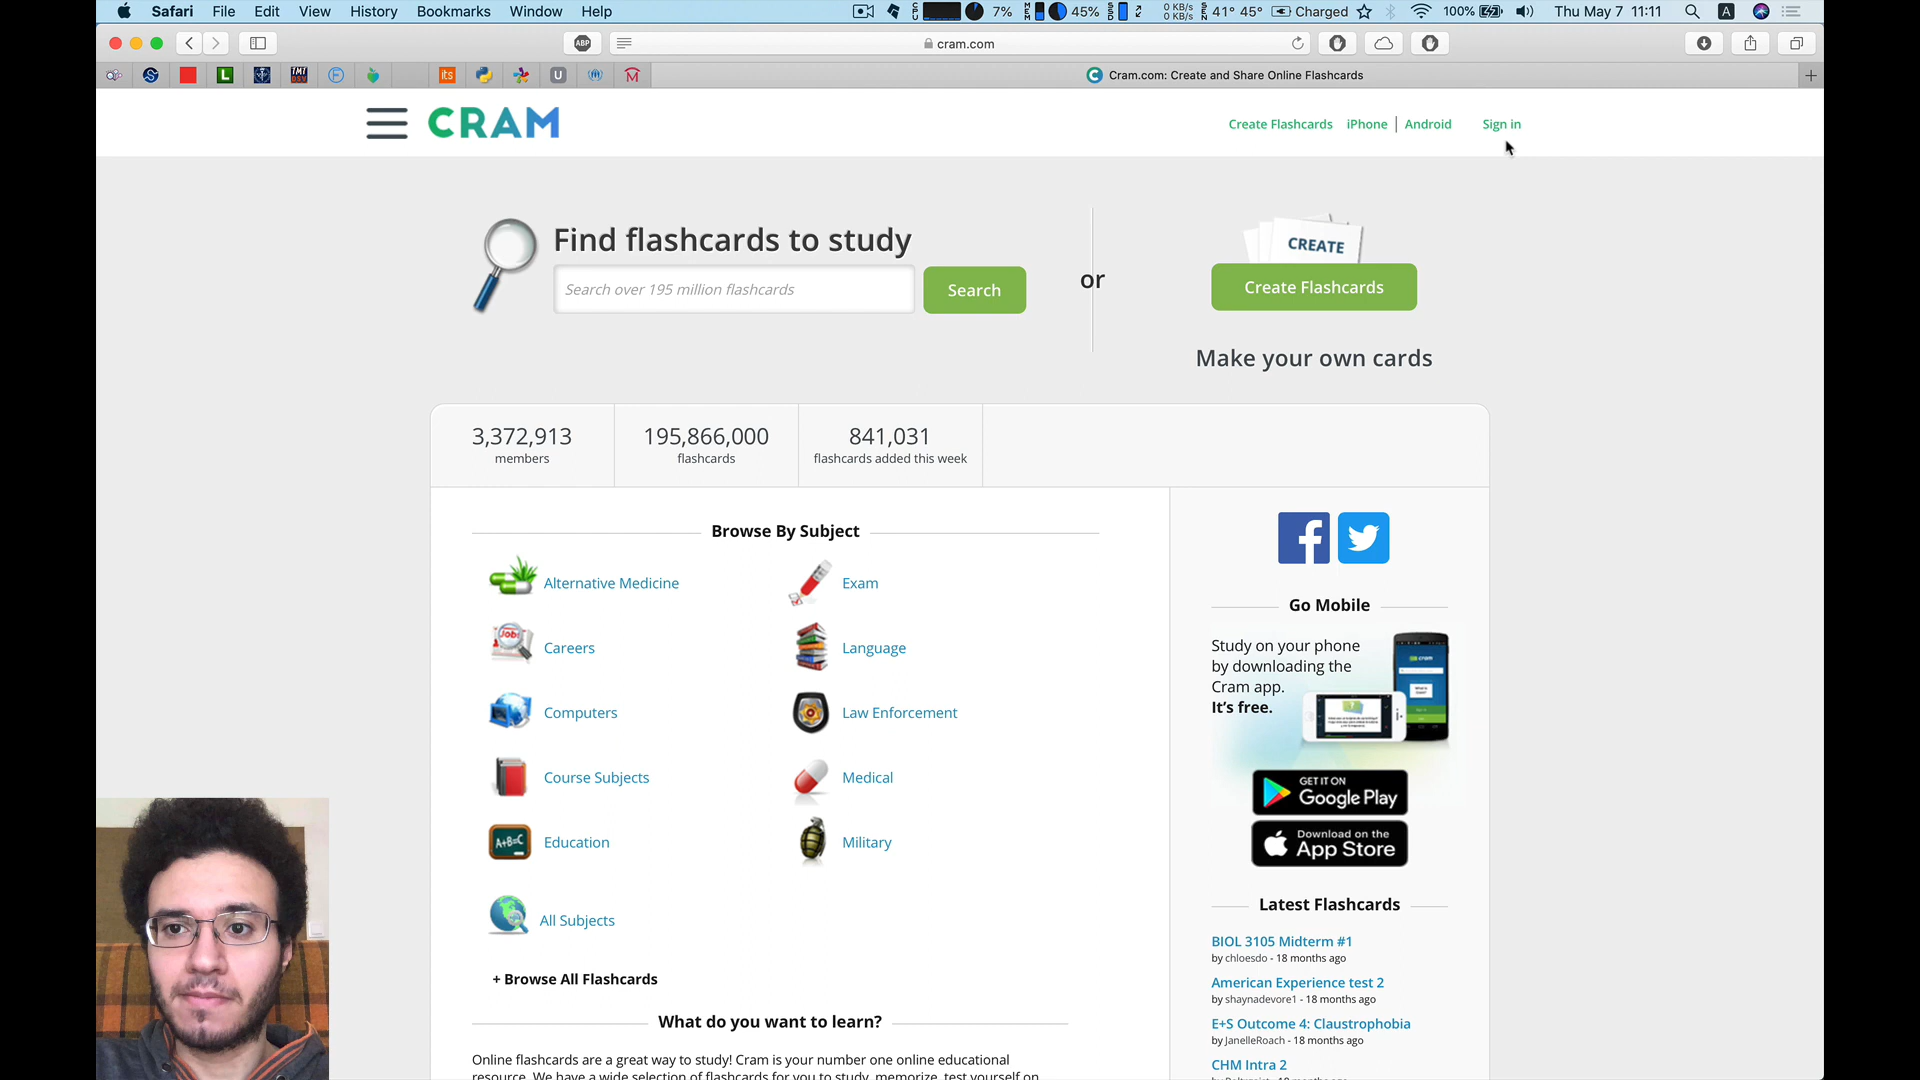 Safari File Edit View History Bookmarks Window Help
7% 45% 0 KB/s 0 KB/s 41° 45° Charged 100% Thu May 7 11:11
ABP cram.com
L TMT its U M Cram.com: Create and Share Online Flashcards
CRAM Create Flashcards iPhone | Android Sign in
Find flashcards to study
Search over 195 million flashcards
Search
or
CREATE
Create Flashcards
Make your own cards
3,372,913
members
195,866,000
flashcards
841,031
flashcards added this week
Browse By Subject
Alternative Medicine
Exam
Careers
Language
Computers
Law Enforcement
Course Subjects
Medical
Education
Military
All Subjects
+ Browse All Flashcards
What do you want to learn?
Online flashcards are a great way to study! Cram is your number one online educational
resource. We have a wide selection of flashcards for you to study, memorize, test yourself on
Go Mobile
Study on your phone
by downloading the
Cram app.
It's free.
GET IT ON
Google Play
Download on the
App Store
Latest Flashcards
BIOL 3105 Midterm #1
by chloesdo - 18 months ago
American Experience test 2
by shaynadevore1 - 18 months ago
E+S Outcome 4: Claustrophobia
by JanelleRoach - 18 months ago
CHM Intra 2